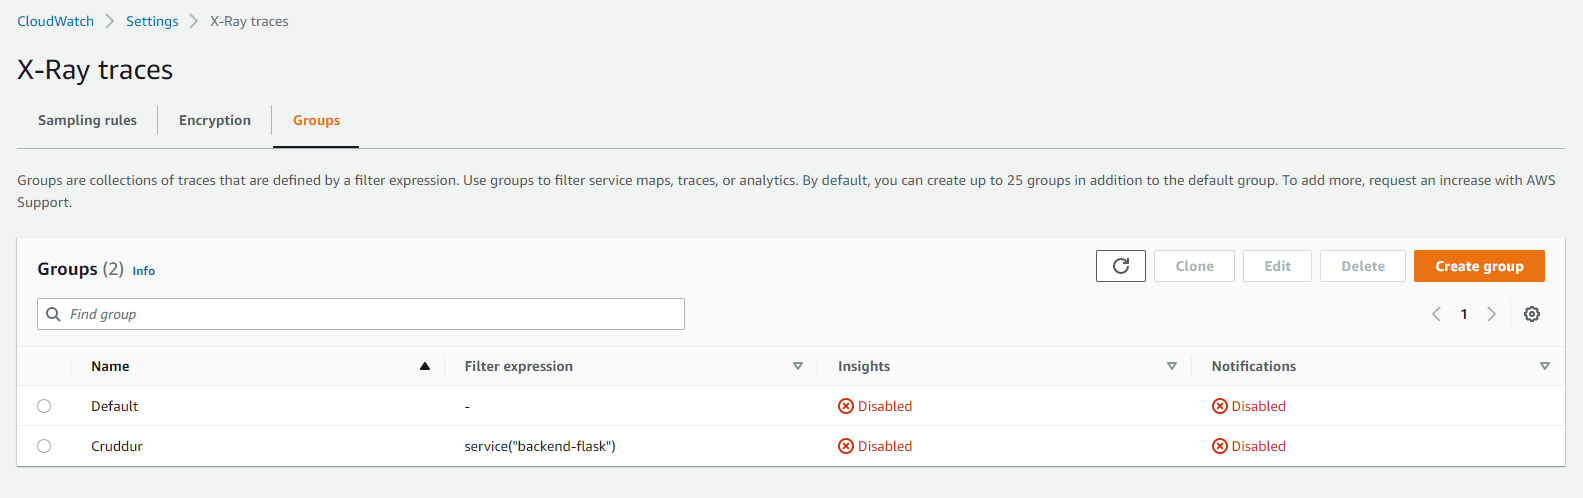 CloudWatch > Settings > X-Ray traces
X-Ray traces
Sampling rules Encryption Groups
Groups are collections of traces that are defined by a filter expression. Use groups to filter service maps, traces, or analytics. By default, you can create up to 25 groups in addition to the default group. To add more, request an increase with AWS
Support.
Groups (2) Info Clone Edit Delete Create group
Find group 1
Name Filter expression Insights Notifications
Default - Disabled Disabled
Cruddur service("backend-flask") Disabled Disabled